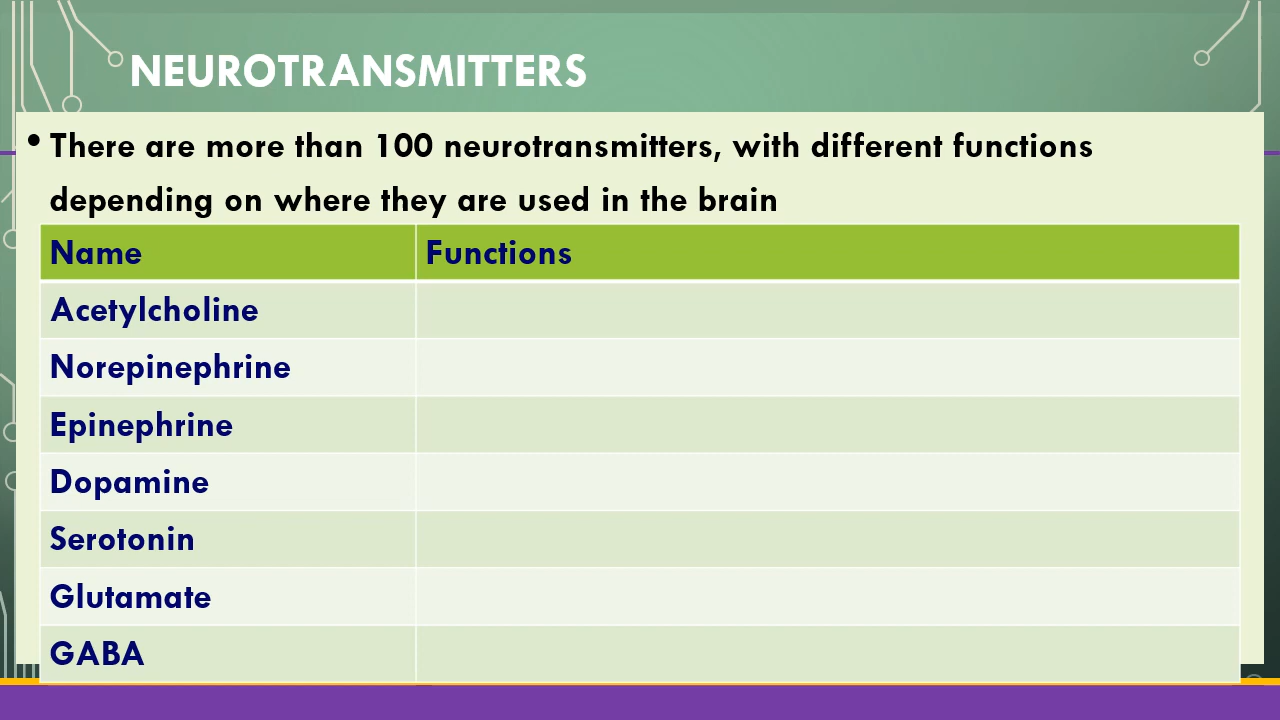 NEUROTRANSMITTERS
• There are more than 100 neurotransmitters, with different functions
depending on where they are used in the brain
Name Functions
Acetylcholine
Norepinephrine
Epinephrine
Dopamine
Serotonin
Glutamate
GABA